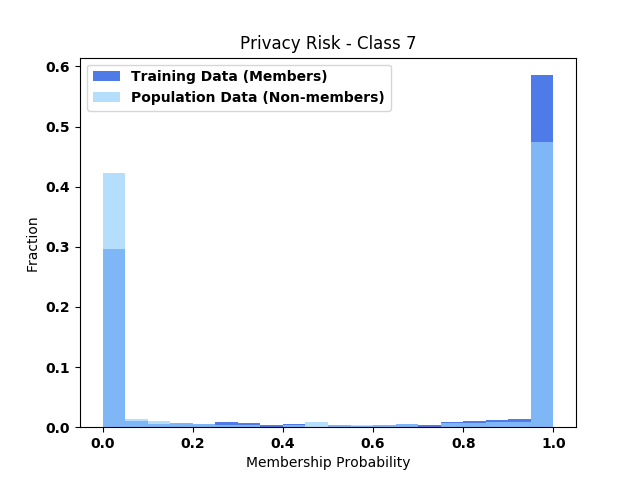 Privacy Risk - Class 7
Training Data (Members)
Population Data (Non-members)
Fraction
0.6
0.5
0.4
0.3
0.2
0.1
0.0
0.0 0.2 0.4 0.6 0.8 1.0
Membership Probability